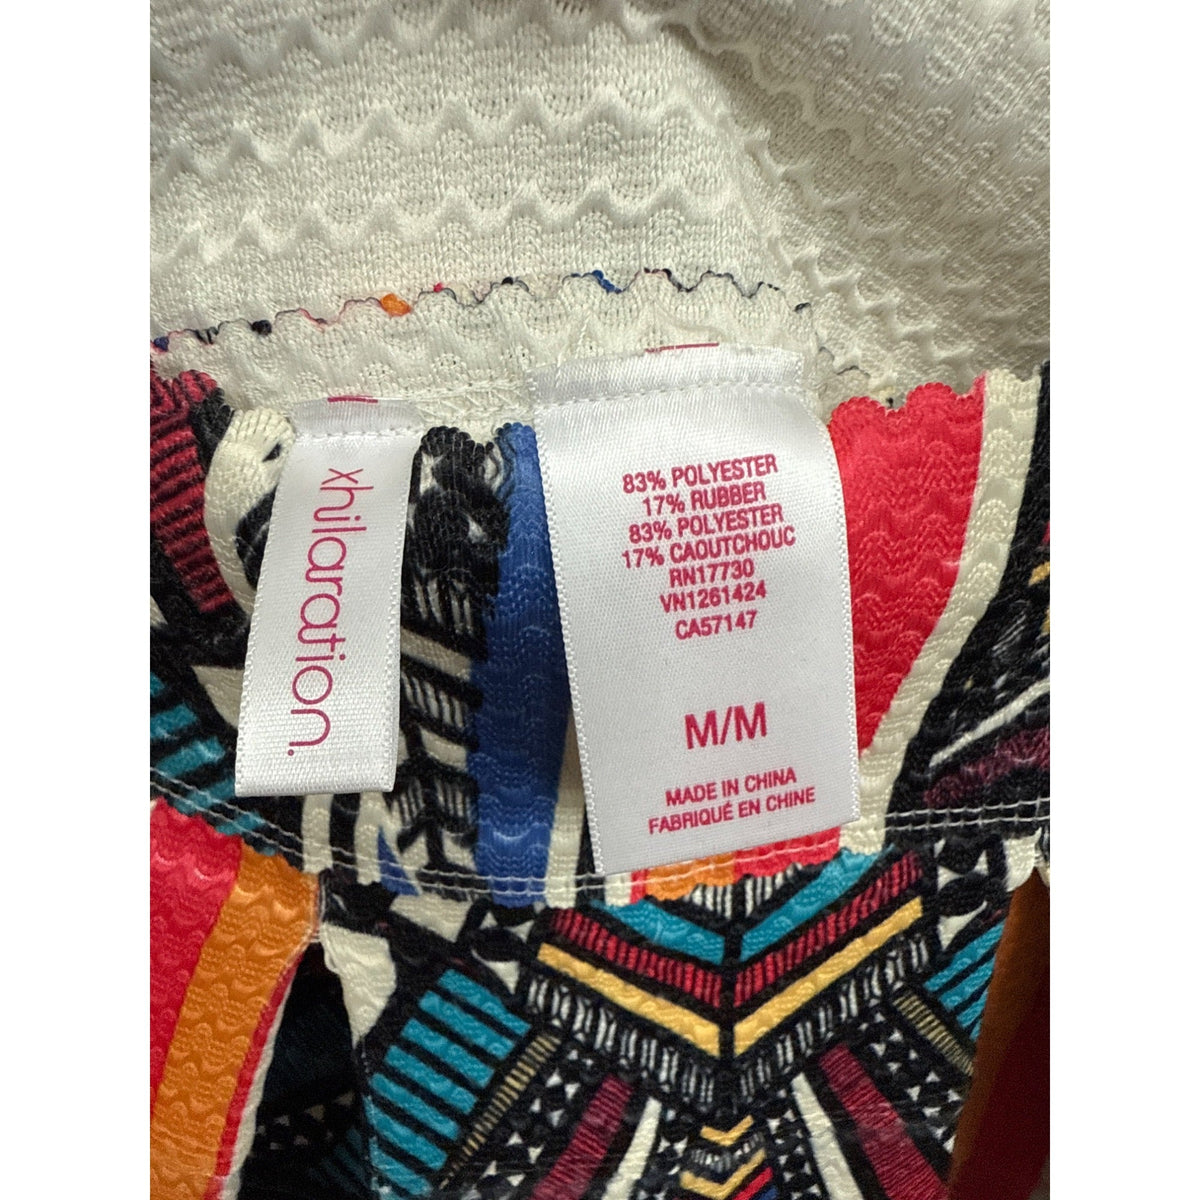 xhilaration.
83% POLYESTER
17% RUBBER
83% POLYESTER
17% CAOUTCHOUC
RN17730
VN1261424
CA57147
M/M
MADE IN CHINA
FABRIQUÉ EN CHINE